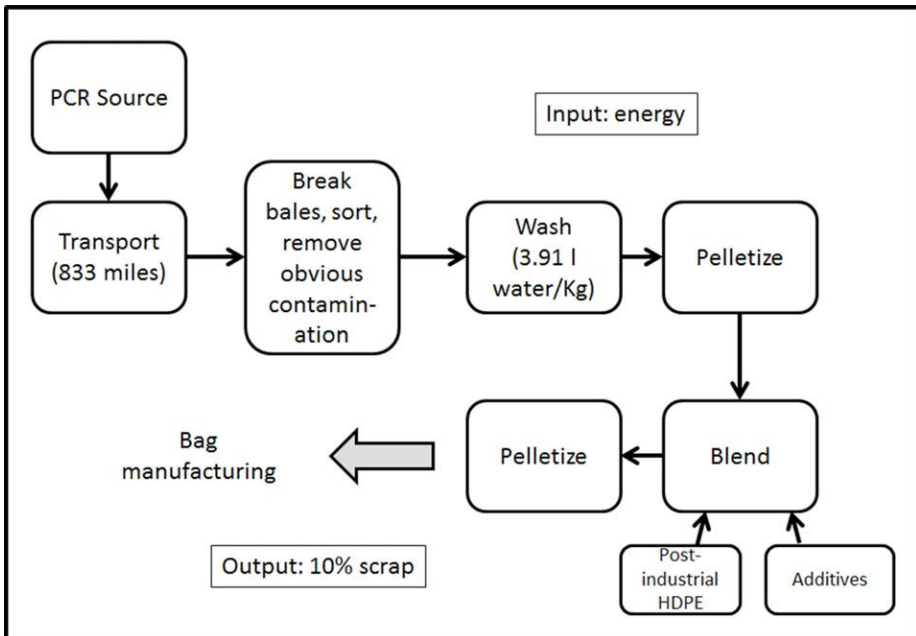 PCR Source
Input: energy
Transport
(833 miles)
Break
bales, sort,
remove
obvious
contamin-
ation
Wash
(3.91 l
water/Kg)
Pelletize
Bag
manufacturing
Pelletize
Blend
Output: 10% scrap
Post-
industrial
HDPE
Additives